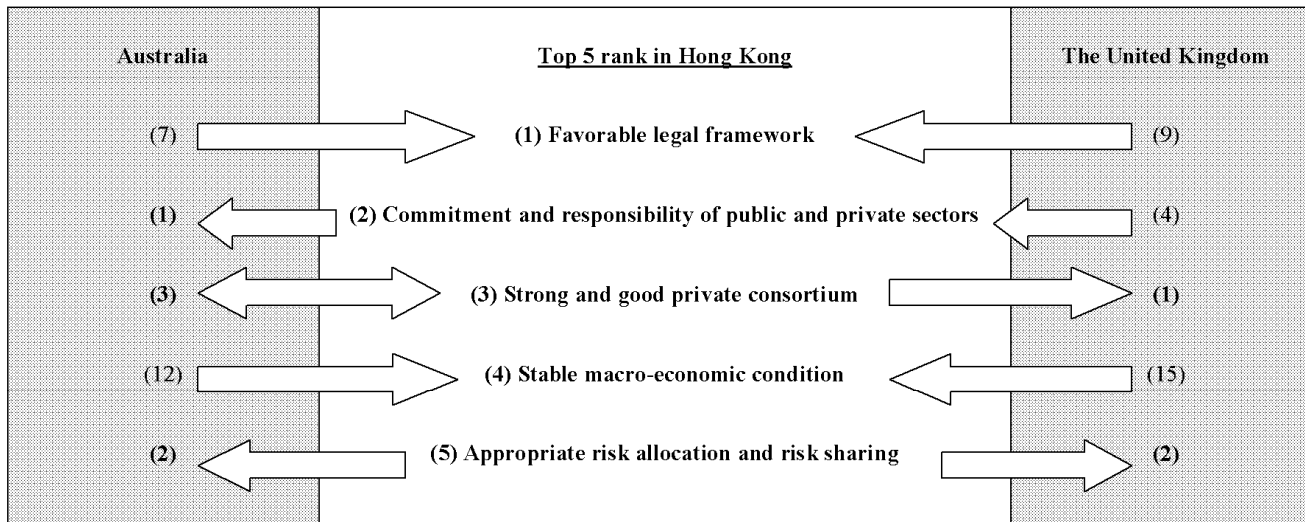 Australia Top 5 rank in Hong Kong The United Kingdom
(7) (1) Favorable legal framework (9)
(1) (2) Commitment and responsibility of public and private sectors (4)
(3) (3) Strong and good private consortium (1)
(12) (4) Stable macro-economic condition (15)
(2) (5) Appropriate risk allocation and risk sharing (2)